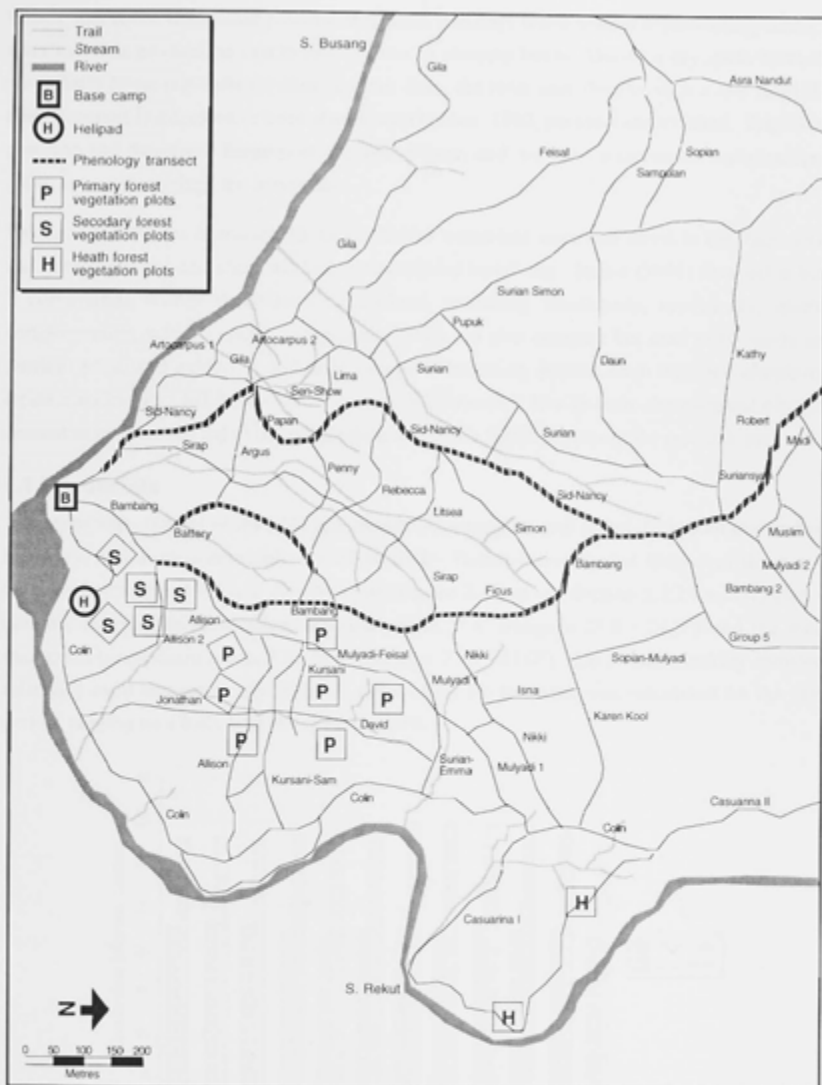 Trail
Stream
River
B Base camp
H Helipad
Phenology transect
P Primary forest
vegetation plots
S Secodary forest
vegetation plots
H Heath forest
vegetation plots
S. Busang
Gila
Asra Nandut
Feisal
Sopian
Sampulan
Gila
Surian Simon
Pupuk
Artocarpus 1
Artocarpus 2
Gila
Lima
Surian
Daun
Kathy
Sen-Show
Sid-Nancy
Papan
Sid-Nancy
Surian
Robert
Madi
Sirap
Argus
Penny
Rebecca
Suriansyah
B
Bambang
Litsea
Sid-Nancy
Battery
Simon
Muslim
S
Sirap
Ficus
Bambang
Mulyadi 2
Bambang 2
S
S
H
S
S
Allison
Bambang
P
Allison 2
Mulyadi-Feisal
Nikki
Group 5
Sopian-Mulyadi
Colin
P
Kursani
Mulyadi 1
Isna
Jonathan
P
P
P
David
Karen Kool
P
P
Nikki
Allison
Kursani-Sam
Surian-
Emma
Mulyadi 1
Colin
Colin
Colin
Casuarina II
Casuarina I
H
S. Rekut
H
N
0 50 100 150 200
Metres